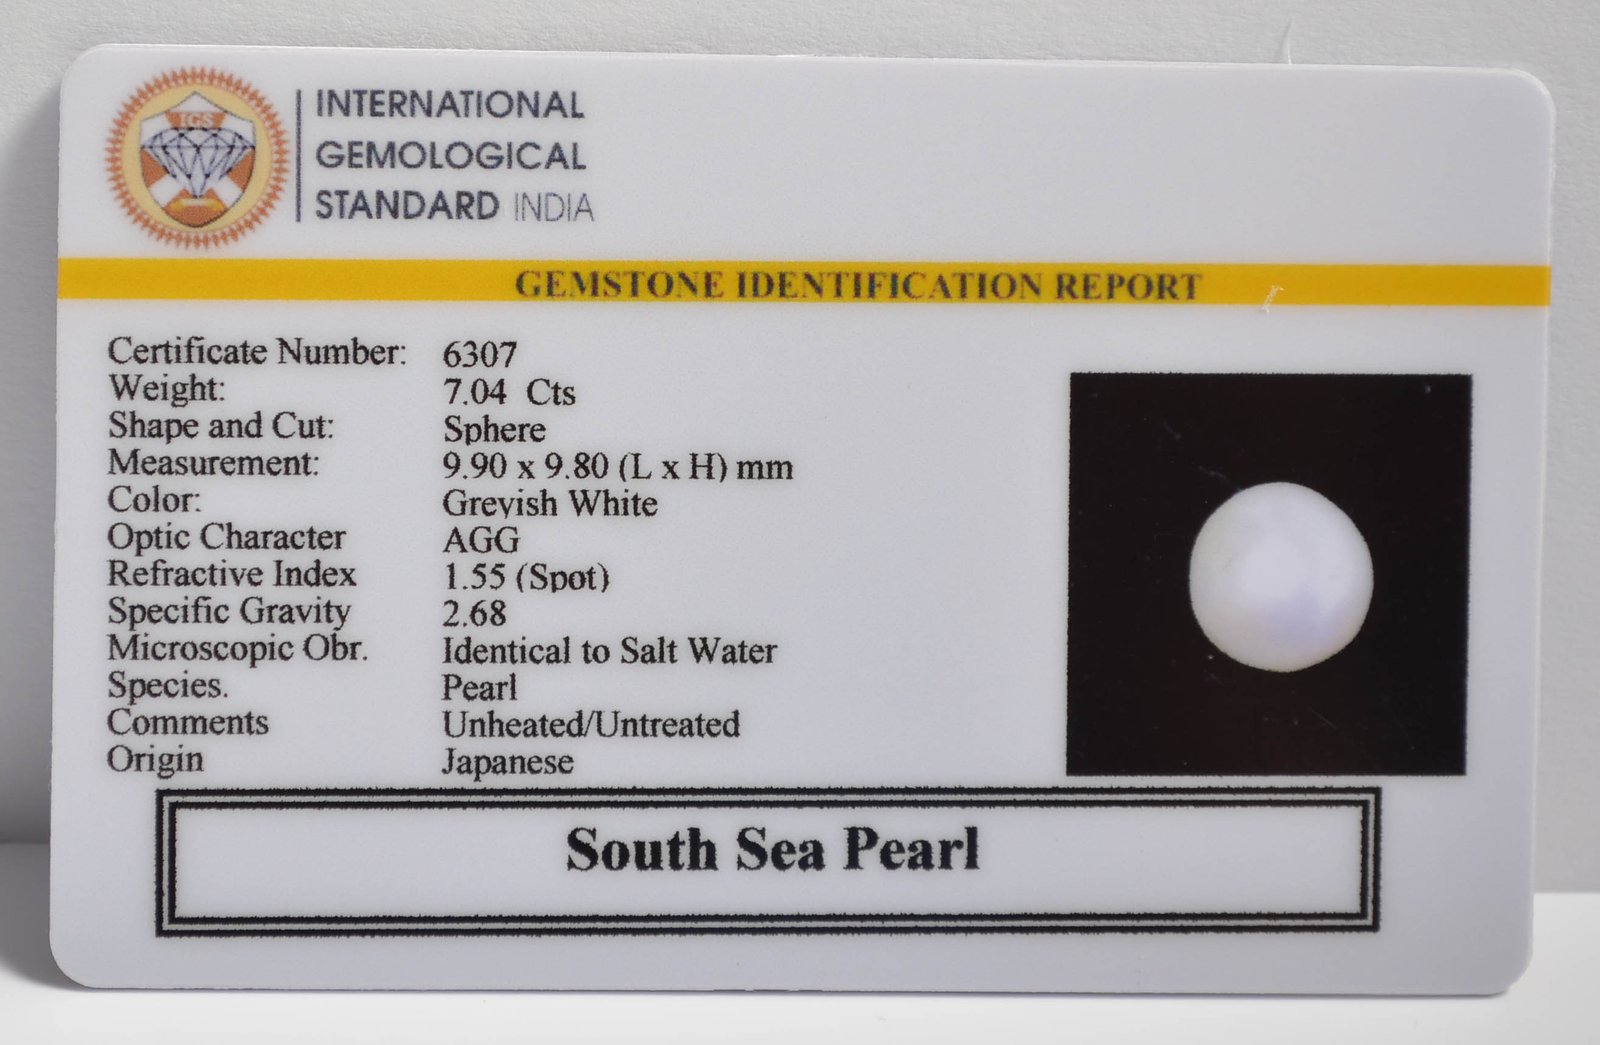 IGS
INTERNATIONAL
GEMOLOGICAL
STANDARD INDIA
GEMSTONE IDENTIFICATION REPORT
Certificate Number: 6307
Weight: 7.04 Cts
Shape and Cut: Sphere
Measurement: 9.90 x 9.80 (L x H) mm
Color: Greyish White
Optic Character AGG
Refractive Index 1.55 (Spot)
Specific Gravity 2.68
Microscopic Obr. Identical to Salt Water
Species. Pearl
Comments Unheated/Untreated
Origin Japanese
South Sea Pearl